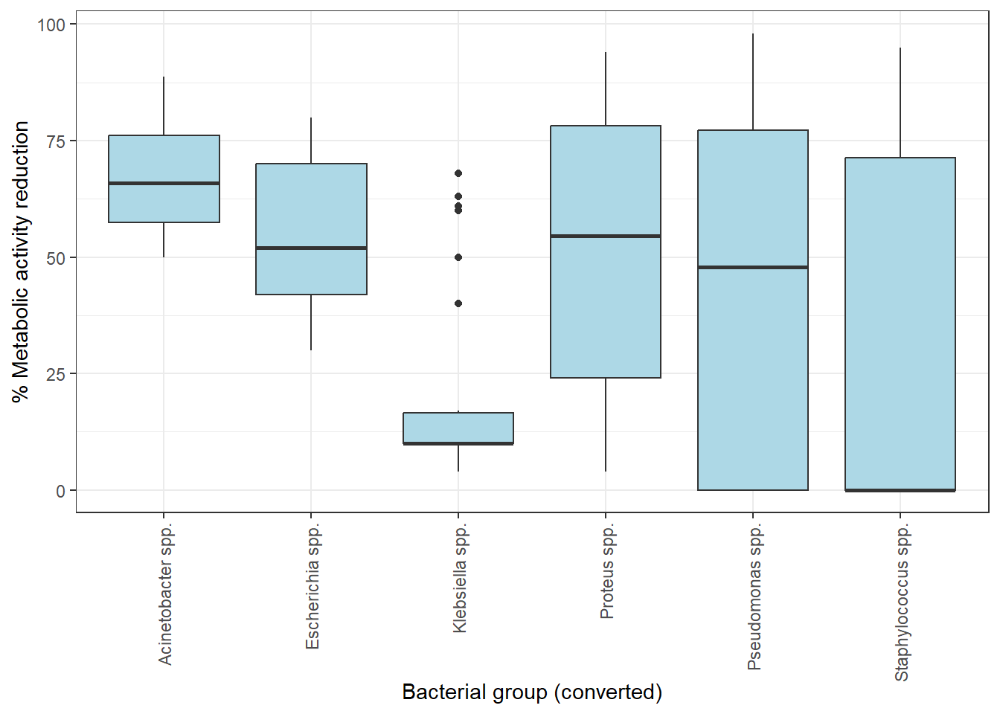 % Metabolic activity reduction
100
75
50
25
0
Acinetobacter spp.
Escherichia spp.
Klebsiella spp.
Proteus spp.
Pseudomonas spp.
Staphylococcus spp.
Bacterial group (converted)